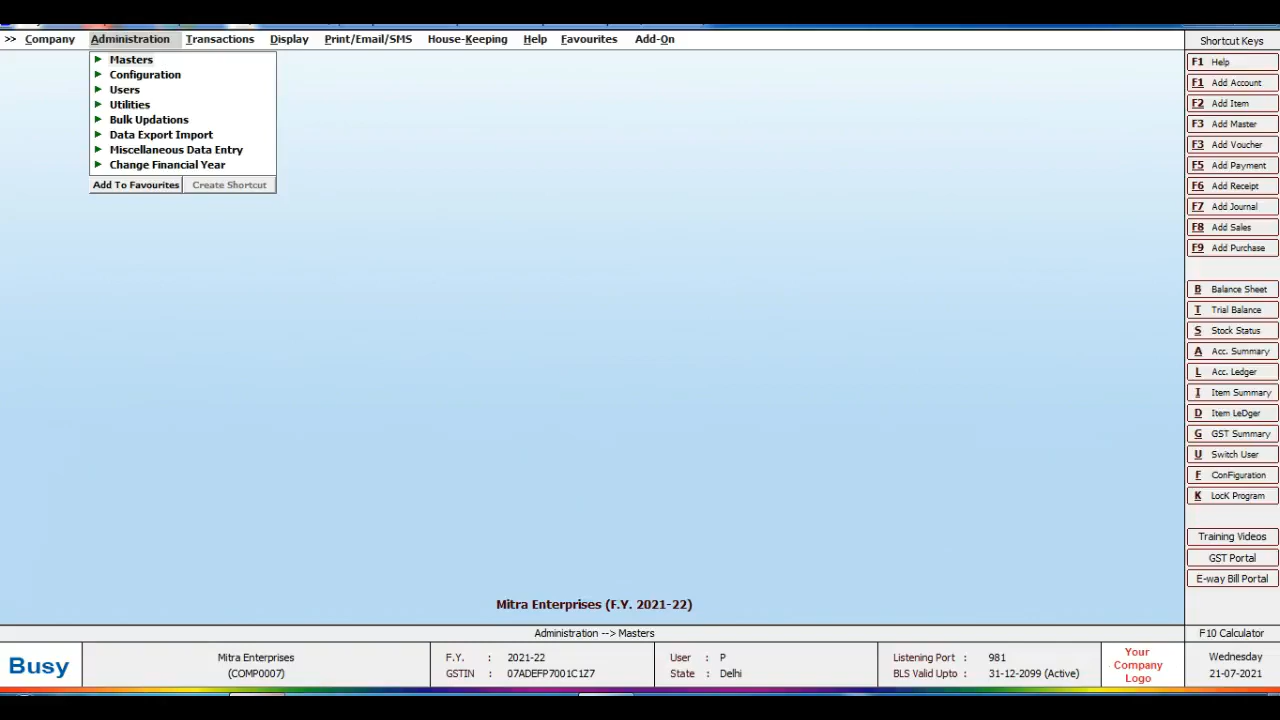 >> Company Administration Transactions Display Print/Email/SMS House-Keeping Help Favourites Add-On
Masters
Configuration
Users
Utilities
Bulk Updations
Data Export Import
Miscellaneous Data Entry
Change Financial Year
Add To Favourites Create Shortcut
Shortcut Keys
F1 Help
F1 Add Account
F2 Add Item
F3 Add Master
F3 Add Voucher
F5 Add Payment
F6 Add Receipt
F7 Add Journal
F8 Add Sales
F9 Add Purchase
B Balance Sheet
T Trial Balance
S Stock Status
A Acc. Summary
L Acc. Ledger
I Item Summary
D Item LeDger
G GST Summary
U Switch User
F ConFiguration
K LocK Program
Training Videos
GST Portal
E-way Bill Portal
Mitra Enterprises (F.Y. 2021-22)
Administration --> Masters
F10 Calculator
Busy
Mitra Enterprises
(COMP0007)
F.Y. : 2021-22
GSTIN : 07ADEFP7001C1Z7
User : P
State : Delhi
Listening Port : 981
BLS Valid Upto : 31-12-2099 (Active)
Your
Company
Logo
Wednesday
21-07-2021